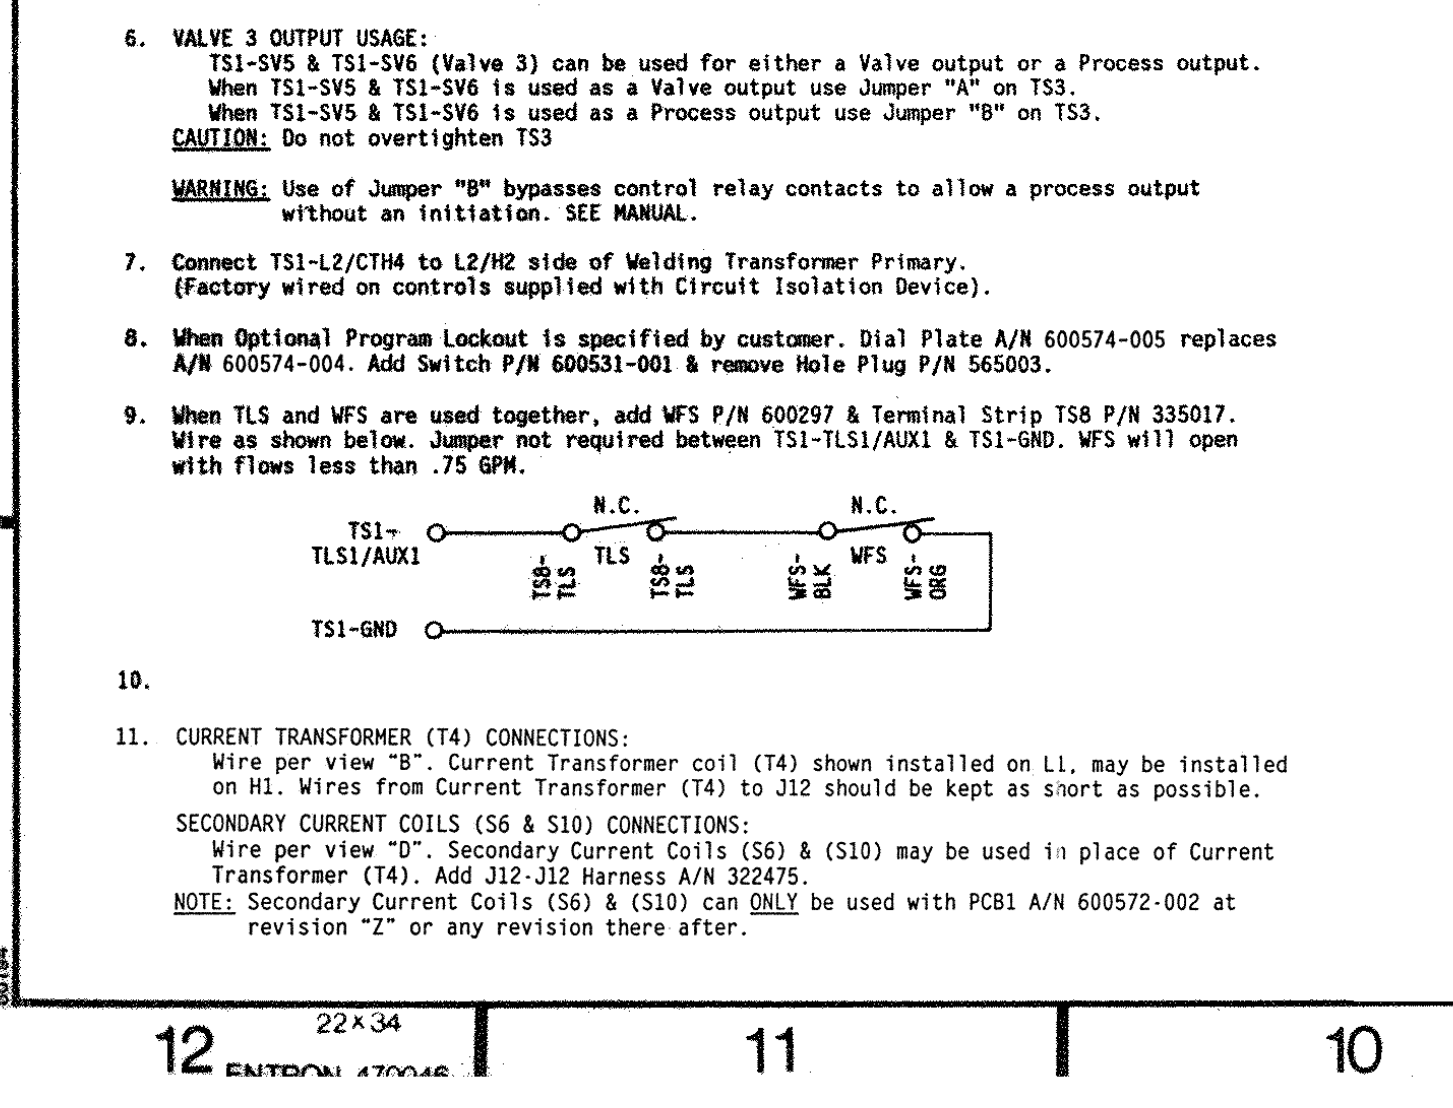 6. VALVE 3 OUTPUT USAGE:
TS1-SV5 & TS1-SV6 (Valve 3) can be used for either a Valve output or a Process output.
When TS1-SV5 & TS1-SV6 is used as a Valve output use Jumper "A" on TS3.
When TS1-SV5 & TS1-SV6 is used as a Process output use Jumper "B" on TS3.
CAUTION: Do not overtighten TS3
WARNING: Use of Jumper "B" bypasses control relay contacts to allow a process output
without an initiation. SEE MANUAL.
7. Connect TS1-L2/CTH4 to L2/H2 side of Welding Transformer Primary.
(Factory wired on controls supplied with Circuit Isolation Device).
8. When Optional Program Lockout is specified by customer. Dial Plate A/N 600574-005 replaces
A/N 600574-004. Add Switch P/N 600531-001 & remove Hole Plug P/N 565003.
9. When TLS and WFS are used together, add WFS P/N 600297 & Terminal Strip TS8 P/N 335017.
Wire as shown below. Jumper not required between TS1-TLS1/AUX1 & TS1-GND. WFS will open
with flows less than .75 GPM.
N.C. N.C.
TS1-
TLS1/AUX1 TLS WFS
TS8-
TLS
TS8-
TLS
WFS-
BLK
WFS-
ORG
TS1-GND
10.
11. CURRENT TRANSFORMER (T4) CONNECTIONS:
Wire per view "B". Current Transformer coil (T4) shown installed on L1, may be installed
on H1. Wires from Current Transformer (T4) to J12 should be kept as short as possible.
SECONDARY CURRENT COILS (S6 & S10) CONNECTIONS:
Wire per view "D". Secondary Current Coils (S6) & (S10) may be used in place of Current
Transformer (T4). Add J12-J12 Harness A/N 322475.
NOTE: Secondary Current Coils (S6) & (S10) can ONLY be used with PCB1 A/N 600572-002 at
revision "Z" or any revision there after.
22×34
12 11 10
ENTRON 470046